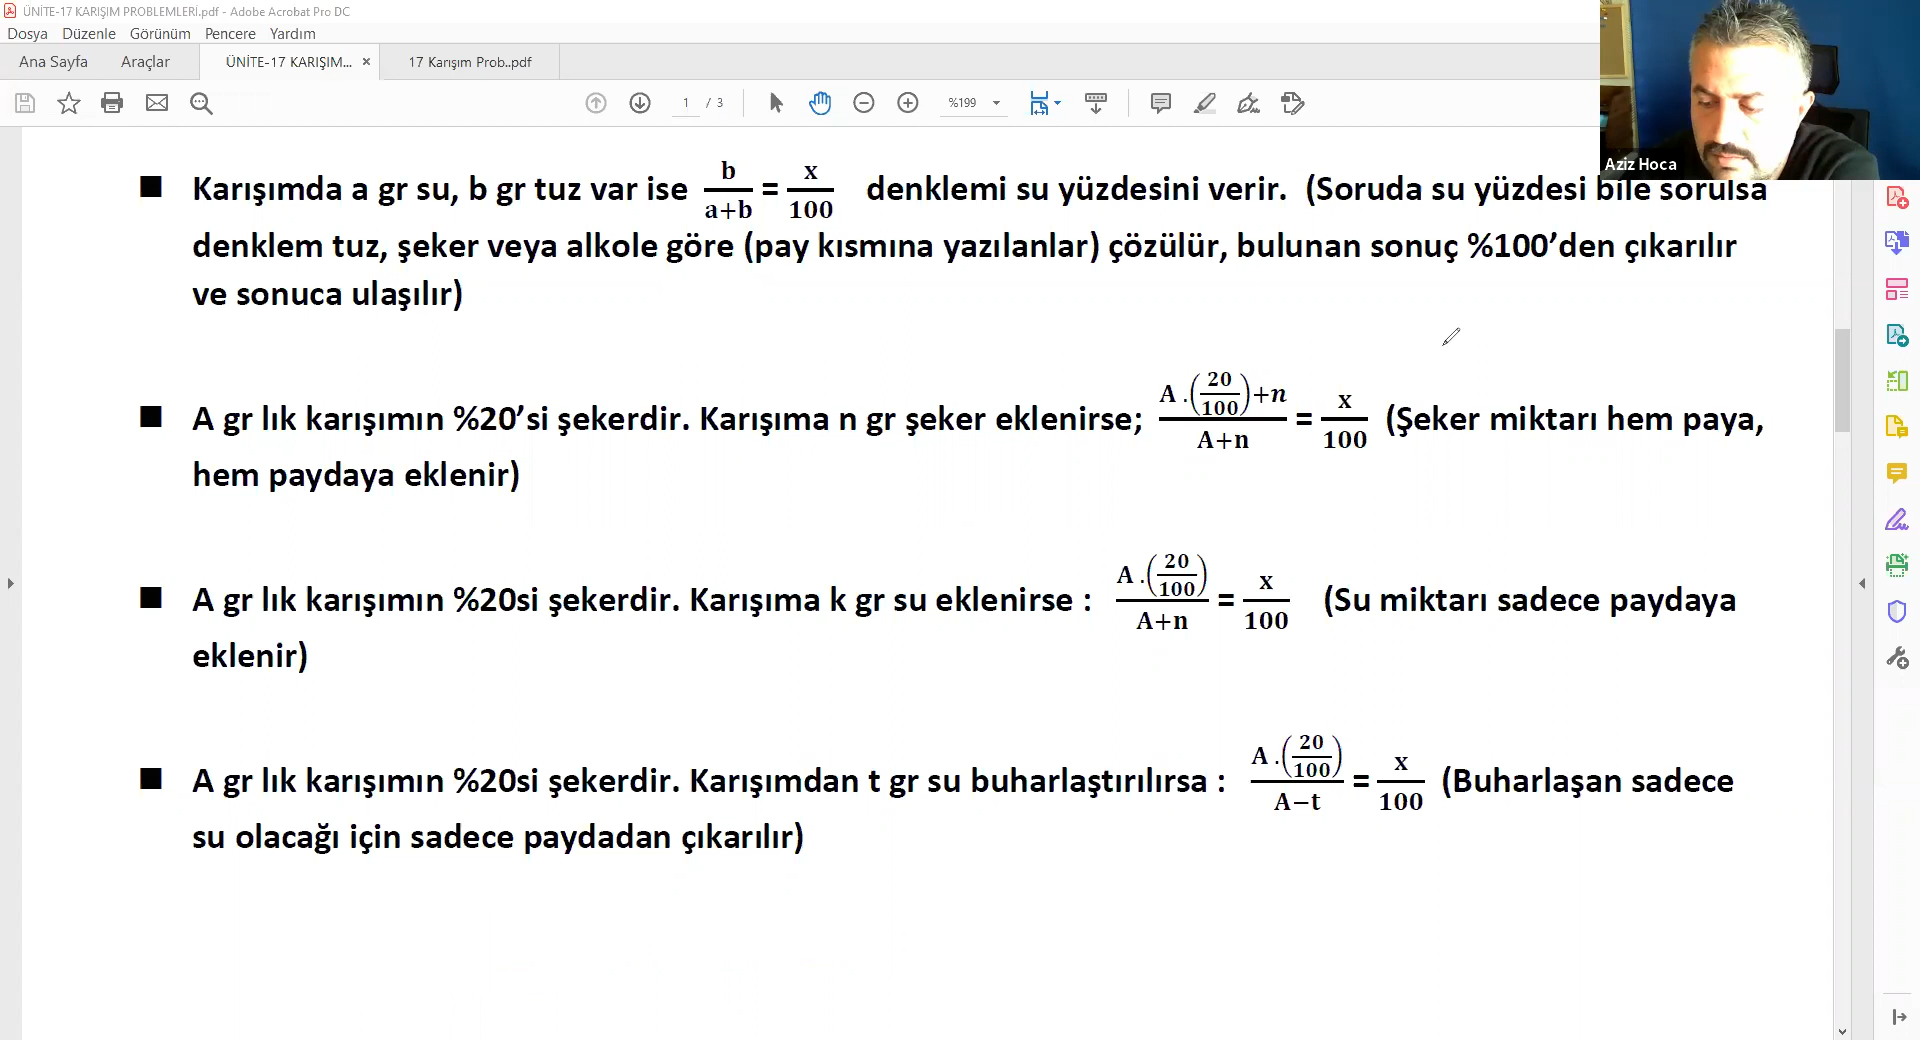 ÜNİTE-17 KARIŞIM PROBLEMLERİ.pdf - Adobe Acrobat Pro DC
Dosya Düzenle Görünüm Pencere Yardım
Ana Sayfa Araçlar ÜNİTE-17 KARIŞIM... × 17 Karışım Prob..pdf
1 / 3 %199
Aziz Hoca
■ Karışımda a gr su, b gr tuz var ise b/(a+b) = x/100 denklemi su yüzdesini verir. (Soruda su yüzdesi bile sorulsa
denklem tuz, şeker veya alkole göre (pay kısmına yazılanlar) çözülür, bulunan sonuç %100’den çıkarılır
ve sonuca ulaşılır)
■ A gr lık karışımın %20’si şekerdir. Karışıma n gr şeker eklenirse; (A .(20/100)+n)/(A+n) = x/100 (Şeker miktarı hem paya,
hem paydaya eklenir)
■ A gr lık karışımın %20si şekerdir. Karışıma k gr su eklenirse : (A .(20/100))/(A+n) = x/100 (Su miktarı sadece paydaya
eklenir)
■ A gr lık karışımın %20si şekerdir. Karışımdan t gr su buharlaştırılırsa : (A .(20/100))/(A−t) = x/100 (Buharlaşan sadece
su olacağı için sadece paydadan çıkarılır)